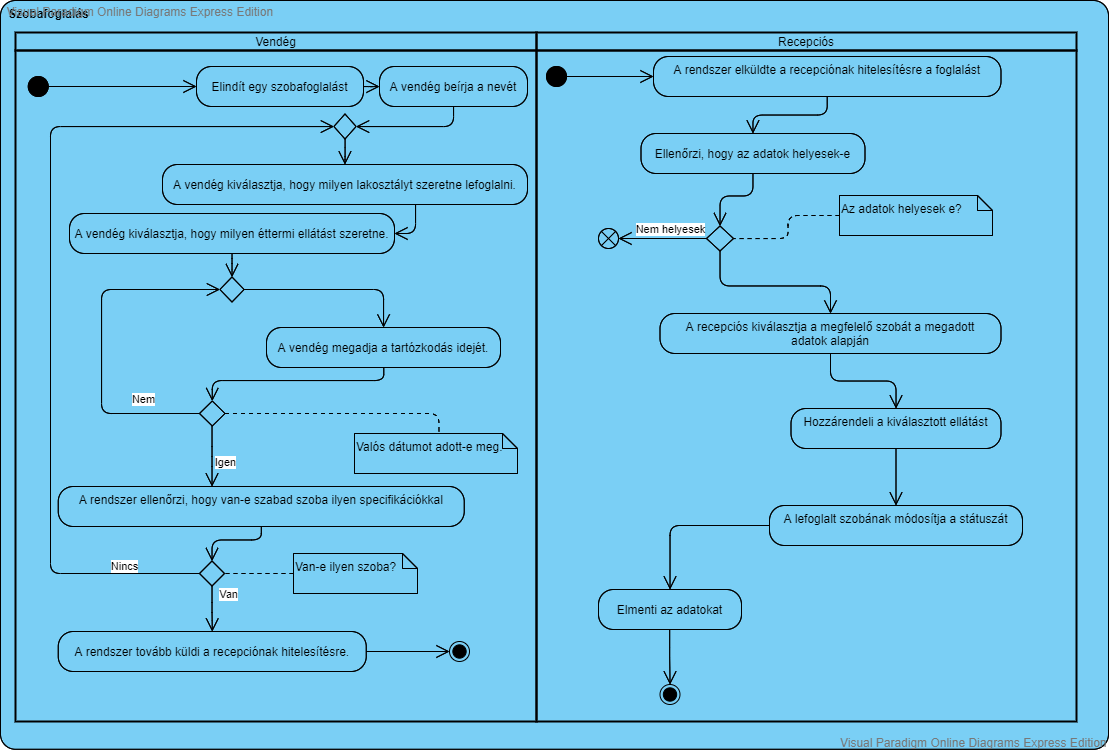 Visual Paradigm Online Diagrams Express Edition
Szobafoglalás
Vendég
Elindít egy szobafoglalást
A vendég beírja a nevét
A vendég kiválasztja, hogy milyen lakosztályt szeretne lefoglalni.
A vendég kiválasztja, hogy milyen éttermi ellátást szeretne.
A vendég megadja a tartózkodás idejét.
Nem
Valós dátumot adott-e meg.
Igen
A rendszer ellenőrzi, hogy van-e szabad szoba ilyen specifikációkkal
Nincs
Van-e ilyen szoba?
Van
A rendszer tovább küldi a recepciónak hitelesítésre.
Recepciós
A rendszer elküldte a recepciónak hitelesítésre a foglalást
Ellenőrzi, hogy az adatok helyesek-e
Az adatok helyesek e?
Nem helyesek
A recepciós kiválasztja a megfelelő szobát a megadott
adatok alapján
Hozzárendeli a kiválasztott ellátást
A lefoglalt szobának módosítja a státuszát
Elmenti az adatokat
Visual Paradigm Online Diagrams Express Edition